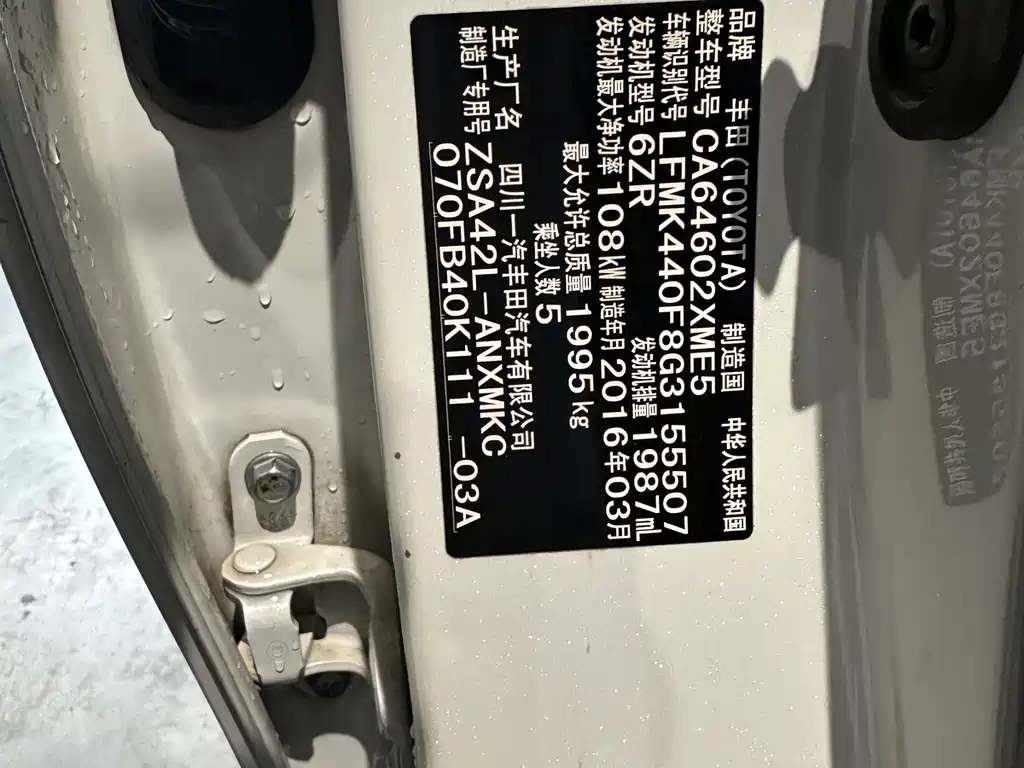 品牌 丰田(TOYOTA) 制造国 中华人民共和国
整车型号 CA64602XME5
车辆识别代号 LFMK440F8G3155507
发动机型号 6ZR 发动机排量 1987mL
发动机最大净功率 108kW 制造年月 2016年03月
最大允许总质量 1995kg
乘坐人数 5
生产厂名 四川一汽丰田汽车有限公司
制造厂专用号 ZSA42L-ANXMKC
070FB40K111 -03A